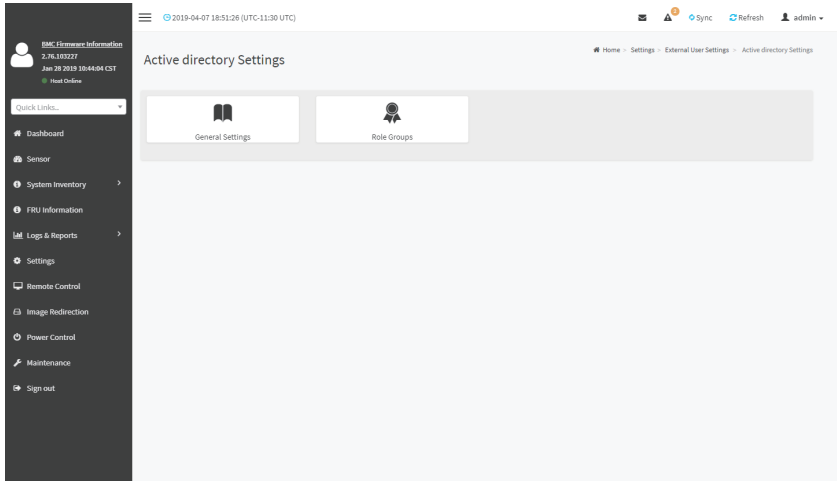 2019-04-07 18:51:26 (UTC-11:30 UTC)
Sync
Refresh
admin
BMC Firmware Information
2.76.103227
Jan 28 2019 10:44:04 CST
Host Online
Quick Links...
Dashboard
Sensor
System Inventory
FRU Information
Logs & Reports
Settings
Remote Control
Image Redirection
Power Control
Maintenance
Sign out
Active directory Settings
Home > Settings > External User Settings > Active directory Settings
General Settings
Role Groups